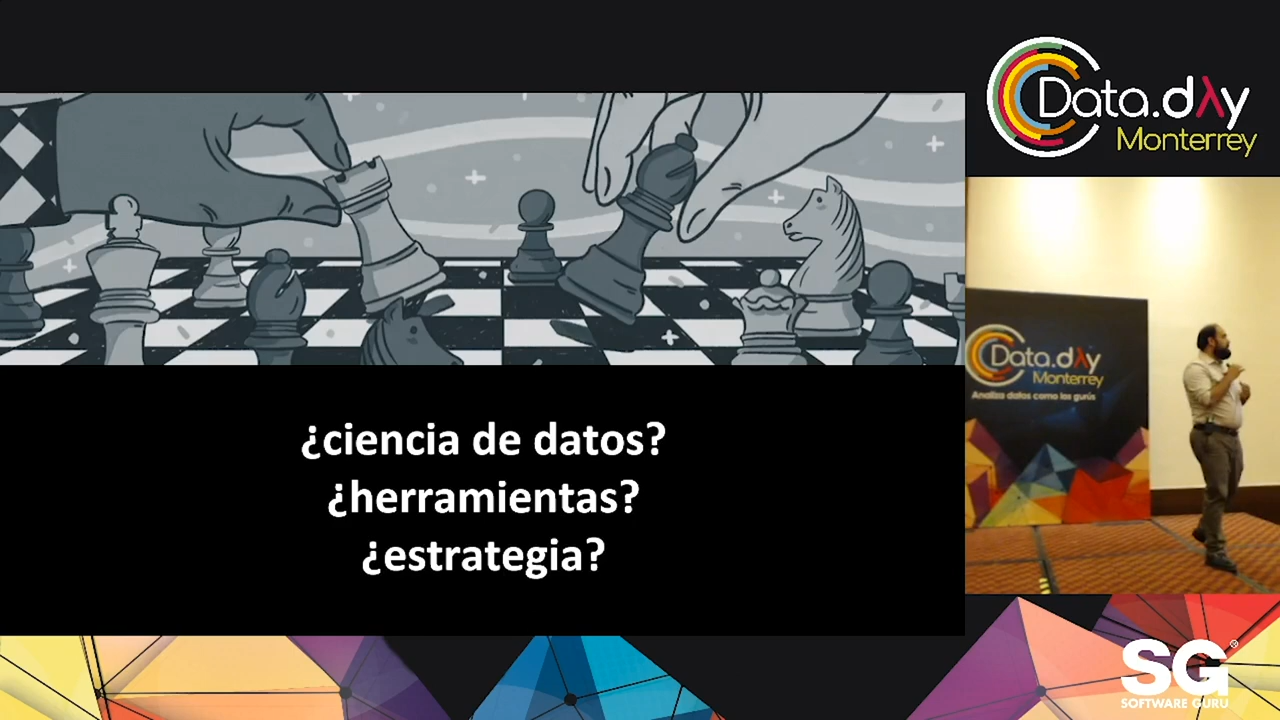 Data.dλy
Monterrey
¿ciencia de datos?
¿herramientas?
¿estrategia?
Data.dλy
Monterrey
Analiza datos como los gurús
SG®
SOFTWARE GURU